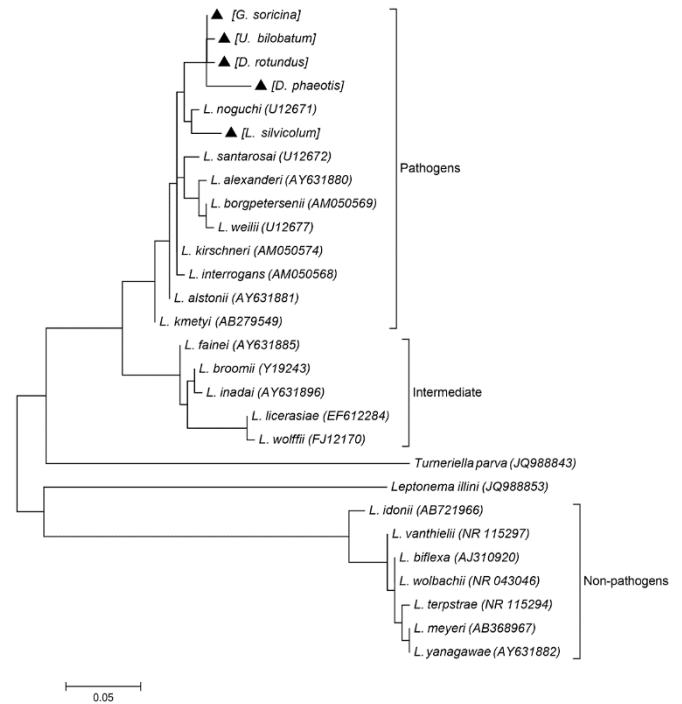 [G. soricina]
[U. bilobatum]
[D. rotundus]
[D. phaeotis]
L. noguchi (U12671)
[L. silvicolum]
L. santarosai (U12672)
Pathogens
L. alexanderi (AY631880)
L. borgpetersenii (AM050569)
L. weilii (U12677)
L. kirschneri (AM050574)
L. interrogans (AM050568)
L. alstonii (AY631881)
L. kmetyi (AB279549)
L. fainei (AY631885)
L. broomii (Y19243)
L. inadai (AY631896)
Intermediate
L. licerasiae (EF612284)
L. wolffii (FJ12170)
Turneriella parva (JQ988843)
Leptonema illini (JQ988853)
L. idonii (AB721966)
L. vanthielii (NR 115297)
L. biflexa (AJ310920)
L. wolbachii (NR 043046)
Non-pathogens
L. terpstrae (NR 115294)
L. meyeri (AB368967)
L. yanagawae (AY631882)
0.05